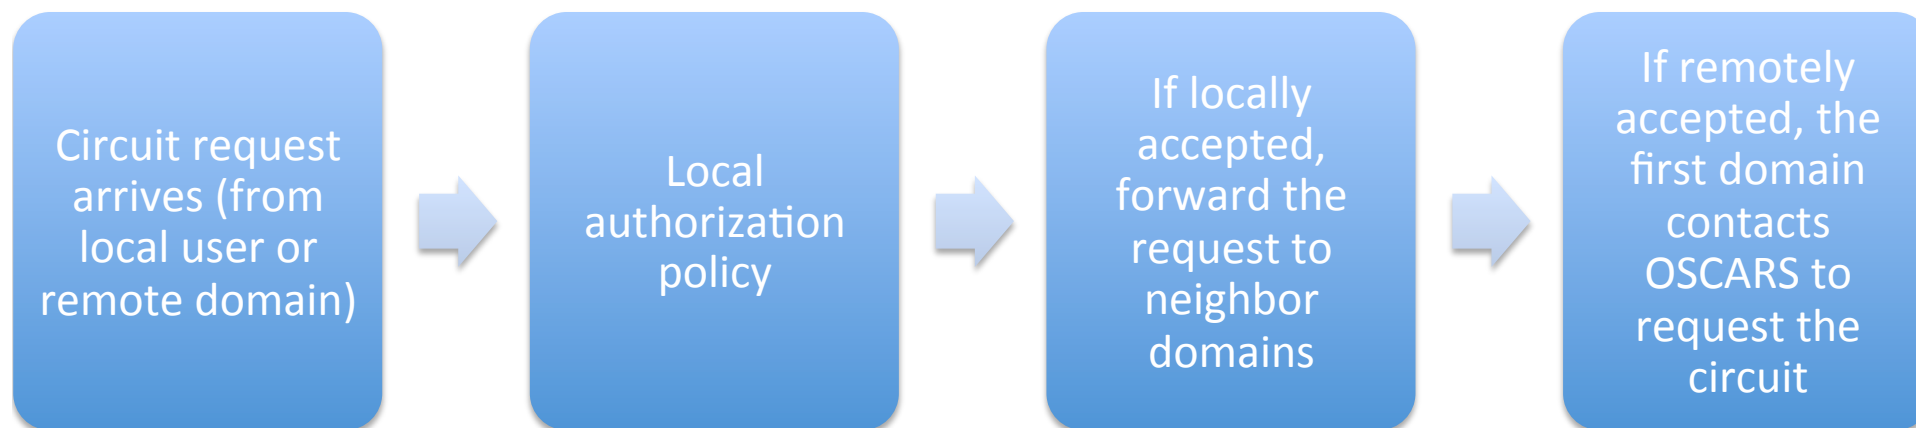 Circuit request
arrives (from
local user or
remote domain)
Local
authorization
policy
If locally
accepted,
forward the
request to
neighbor
domains
If remotely
accepted, the
first domain
contacts
OSCARS to
request the
circuit